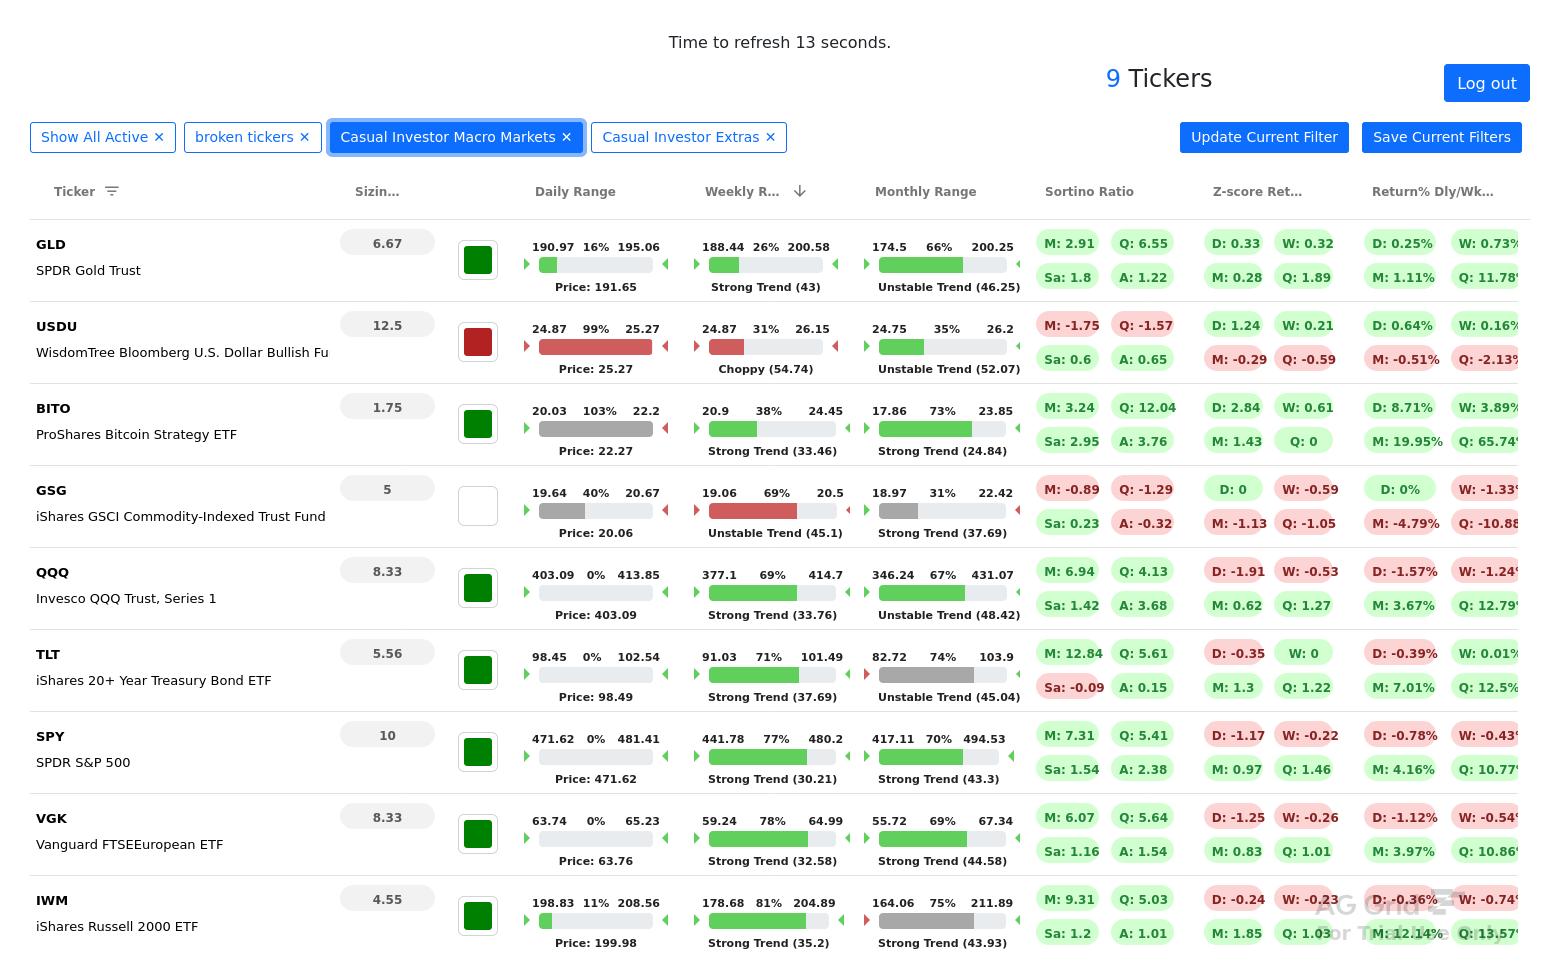 Time to refresh 13 seconds.
9 Tickers
Log out
Show All Active ✕ broken tickers ✕ Casual Investor Macro Markets ✕ Casual Investor Extras ✕ Update Current Filter Save Current Filters
Ticker Sizin... Daily Range Weekly R... Monthly Range Sortino Ratio Z-score Ret... Return% Dly/Wk...
GLD 6.67 M: 2.91 Q: 6.55 D: 0.33 W: 0.32 D: 0.25% W: 0.73%
190.97 16% 195.06 188.44 26% 200.58 174.5 66% 200.25
SPDR Gold Trust Sa: 1.8 A: 1.22 M: 0.28 Q: 1.89 M: 1.11% Q: 11.78%
Price: 191.65 Strong Trend (43) Unstable Trend (46.25)
USDU 12.5 M: -1.75 Q: -1.57 D: 1.24 W: 0.21 D: 0.64% W: 0.16%
24.87 99% 25.27 24.87 31% 26.15 24.75 35% 26.2
WisdomTree Bloomberg U.S. Dollar Bullish Fu Sa: 0.6 A: 0.65 M: -0.29 Q: -0.59 M: -0.51% Q: -2.13%
Price: 25.27 Choppy (54.74) Unstable Trend (52.07)
BITO 1.75 M: 3.24 Q: 12.04 D: 2.84 W: 0.61 D: 8.71% W: 3.89%
20.03 103% 22.2 20.9 38% 24.45 17.86 73% 23.85
ProShares Bitcoin Strategy ETF Sa: 2.95 A: 3.76 M: 1.43 Q: 0 M: 19.95% Q: 65.74%
Price: 22.27 Strong Trend (33.46) Strong Trend (24.84)
GSG 5 M: -0.89 Q: -1.29 D: 0 W: -0.59 D: 0% W: -1.33%
19.64 40% 20.67 19.06 69% 20.5 18.97 31% 22.42
iShares GSCI Commodity-Indexed Trust Fund Sa: 0.23 A: -0.32 M: -1.13 Q: -1.05 M: -4.79% Q: -10.88
Price: 20.06 Unstable Trend (45.1) Strong Trend (37.69)
QQQ 8.33 M: 6.94 Q: 4.13 D: -1.91 W: -0.53 D: -1.57% W: -1.24%
403.09 0% 413.85 377.1 69% 414.7 346.24 67% 431.07
Invesco QQQ Trust, Series 1 Sa: 1.42 A: 3.68 M: 0.62 Q: 1.27 M: 3.67% Q: 12.79%
Price: 403.09 Strong Trend (33.76) Unstable Trend (48.42)
TLT 5.56 M: 12.84 Q: 5.61 D: -0.35 W: 0 D: -0.39% W: 0.01%
98.45 0% 102.54 91.03 71% 101.49 82.72 74% 103.9
iShares 20+ Year Treasury Bond ETF Sa: -0.09 A: 0.15 M: 1.3 Q: 1.22 M: 7.01% Q: 12.5%
Price: 98.49 Strong Trend (37.69) Unstable Trend (45.04)
SPY 10 M: 7.31 Q: 5.41 D: -1.17 W: -0.22 D: -0.78% W: -0.43%
471.62 0% 481.41 441.78 77% 480.2 417.11 70% 494.53
SPDR S&P 500 Sa: 1.54 A: 2.38 M: 0.97 Q: 1.46 M: 4.16% Q: 10.77%
Price: 471.62 Strong Trend (30.21) Strong Trend (43.3)
VGK 8.33 M: 6.07 Q: 5.64 D: -1.25 W: -0.26 D: -1.12% W: -0.54%
63.74 0% 65.23 59.24 78% 64.99 55.72 69% 67.34
Vanguard FTSEEuropean ETF Sa: 1.16 A: 1.54 M: 0.83 Q: 1.01 M: 3.97% Q: 10.86%
Price: 63.76 Strong Trend (32.58) Strong Trend (44.58)
IWM 4.55 M: 9.31 Q: 5.03 D: -0.24 W: -0.23 D: -0.36% W: -0.74%
198.83 11% 208.56 178.68 81% 204.89 164.06 75% 211.89
iShares Russell 2000 ETF Sa: 1.2 A: 1.01 M: 1.85 Q: 1.03 M: 12.14% Q: 13.57%
Price: 199.98 Strong Trend (35.2) Strong Trend (43.93)
AG Grid
For Trial Use Only